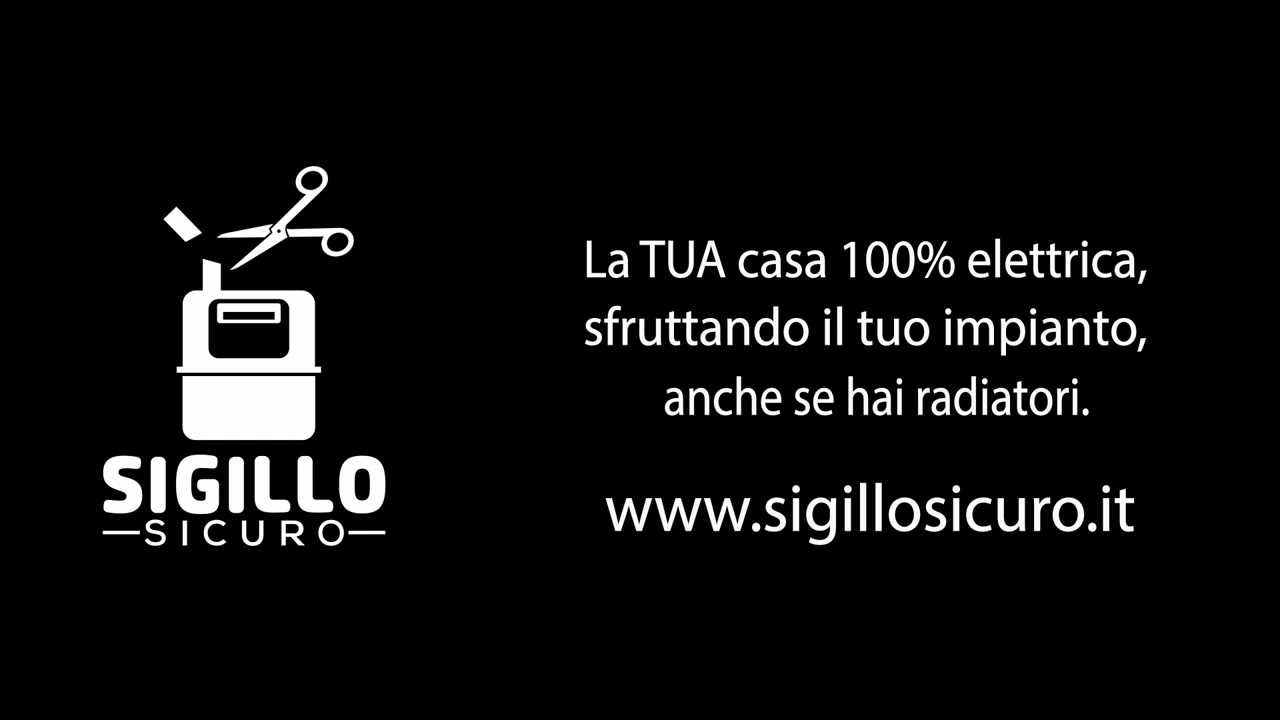 SIGILLO
SICURO
La TUA casa 100% elettrica,
sfruttando il tuo impianto,
anche se hai radiatori.
www.sigillosicuro.it